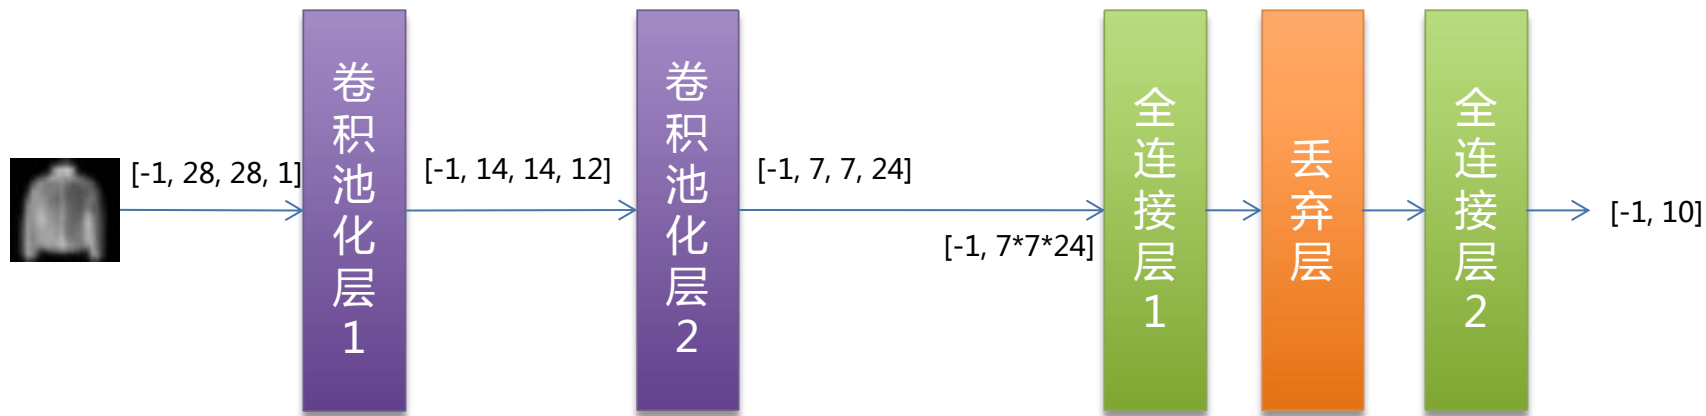 [-1, 28, 28, 1]
卷积池化层1
[-1, 14, 14, 12]
卷积池化层2
[-1, 7, 7, 24]
[-1, 7*7*24]
全连接层1
丢弃层
全连接层2
[-1, 10]